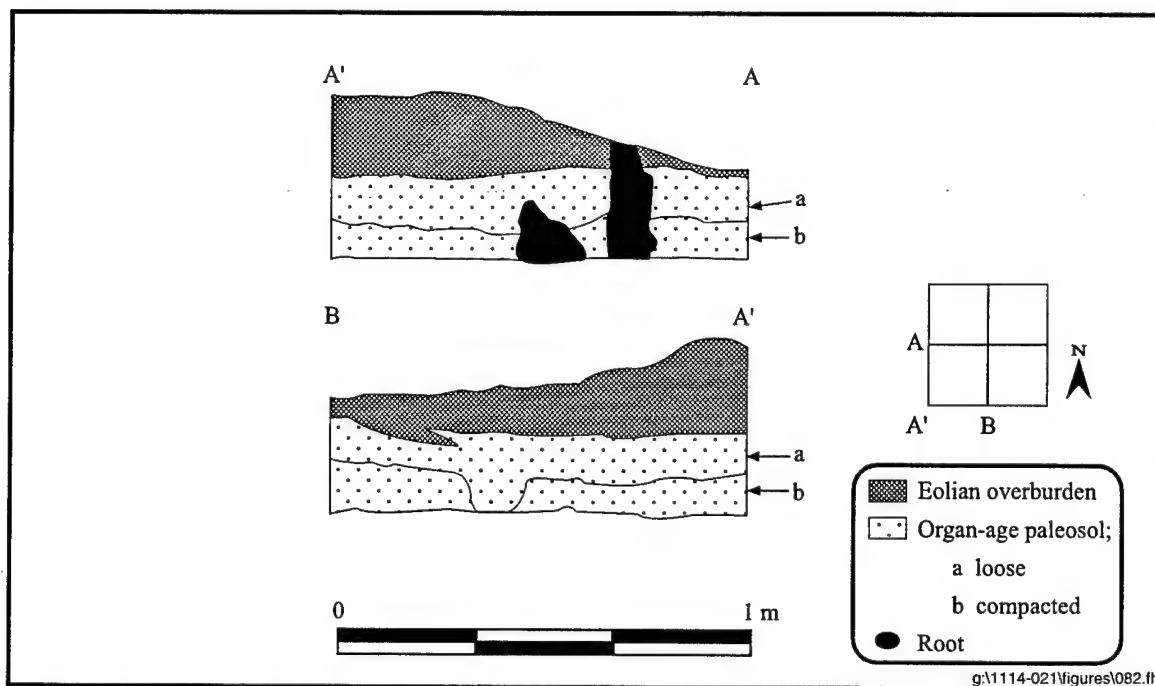 A' A
a
b
B A'
a
b
A
N
A' B
Eolian overburden
Organ-age paleosol;
a loose
b compacted
Root
0 1 m
g:\1114-021\figures\082.fh